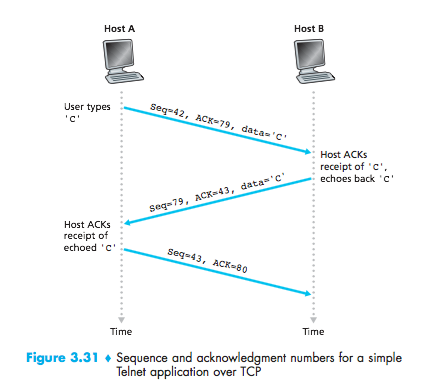 Host A
Host B
User types
'C'
Seq=42, ACK=79, data='C'
Host ACKs
receipt of 'C',
echoes back 'C'
Seq=79, ACK=43, data='C'
Host ACKs
receipt of
echoed 'C'
Seq=43, ACK=80
Time
Time
Figure 3.31 ♦ Sequence and acknowledgment numbers for a simple
Telnet application over TCP